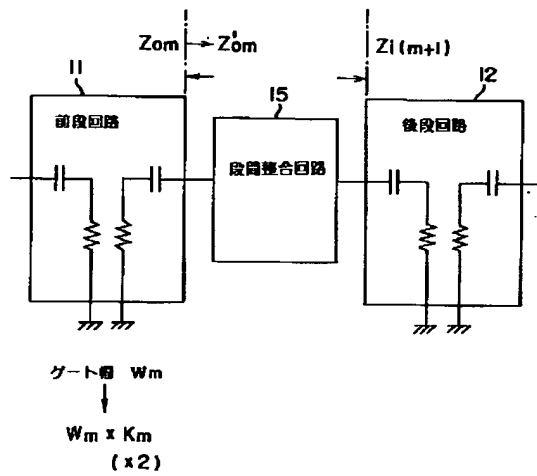 Zom
Z'om
Zi(m+1)
11
15
12
前段回路
段間整合回路
後段回路
ゲート幅 Wm
Wm x Km
(x2)